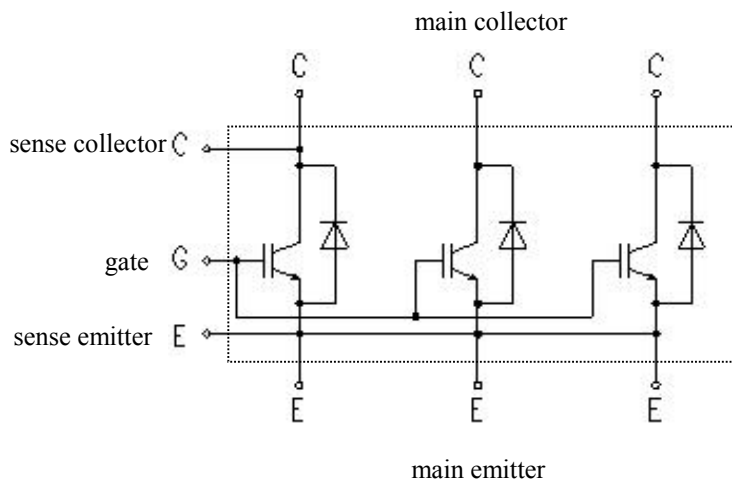 main collector
C C C
sense collector C
gate G
sense emitter E
E E E
main emitter